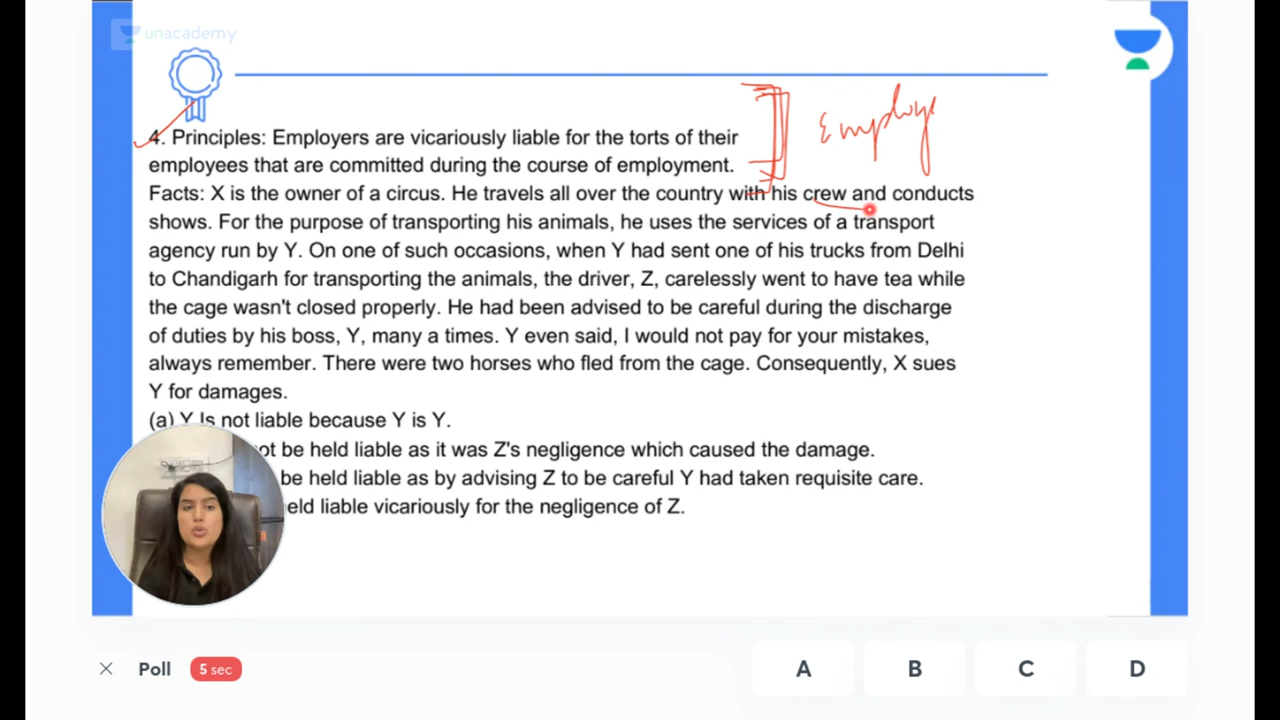 unacademy
Employe
4. Principles: Employers are vicariously liable for the torts of their
employees that are committed during the course of employment.
Facts: X is the owner of a circus. He travels all over the country with his crew and conducts
shows. For the purpose of transporting his animals, he uses the services of a transport
agency run by Y. On one of such occasions, when Y had sent one of his trucks from Delhi
to Chandigarh for transporting the animals, the driver, Z, carelessly went to have tea while
the cage wasn't closed properly. He had been advised to be careful during the discharge
of duties by his boss, Y, many a times. Y even said, I would not pay for your mistakes,
always remember. There were two horses who fled from the cage. Consequently, X sues
Y for damages.
(a) Y Is not liable because Y is Y.
be held liable as it was Z's negligence which caused the damage.
be held liable as by advising Z to be careful Y had taken requisite care.
liable vicariously for the negligence of Z.
Poll 5 sec A B C D